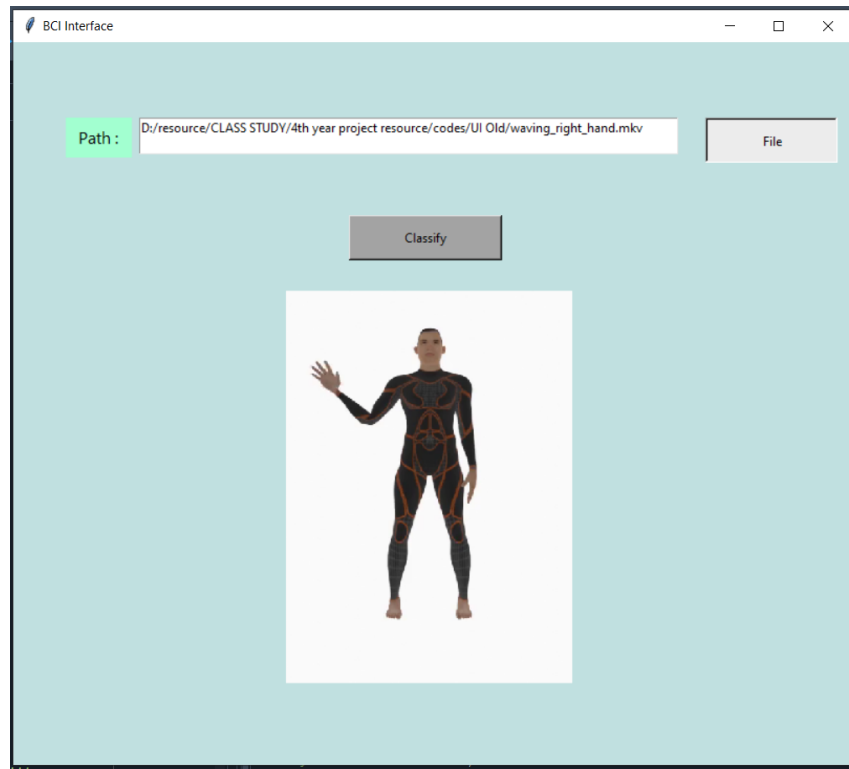 BCI Interface
Path :
D:/resource/CLASS STUDY/4th year project resource/codes/UI Old/waving_right_hand.mkv
File
Classify